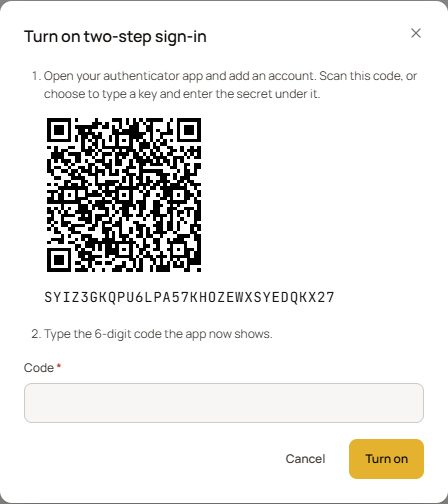 Turn on two-step sign-in
1. Open your authenticator app and add an account. Scan this code, or
choose to type a key and enter the secret under it.
SYIZ3GKQPU6LPA57KHOZEWXSYEDQKX27
2. Type the 6-digit code the app now shows.
Code *
Cancel
Turn on